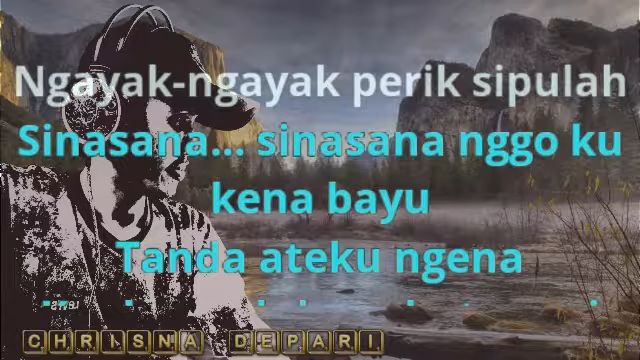 Ngayak-ngayak perik sipulah
Sinasana... sinasana nggo ku
kena bayu
Tanda ateku ngena
CHRISNA DEPARI